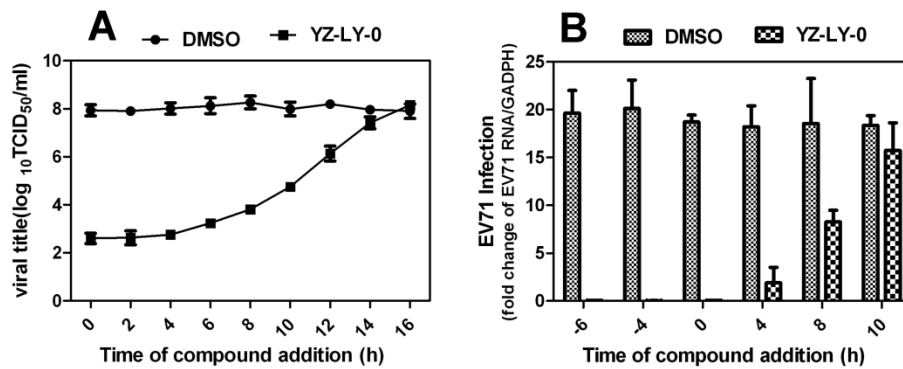 A
DMSO
YZ-LY-0
viral title(log 10TCID50/ml)
10
8
6
4
2
0
0
2
4
6
8
10
12
14
16
Time of compound addition (h)
B
DMSO
YZ-LY-0
EV71 Infection
(fold change of EV71 RNA/GADPH)
25
20
15
10
5
0
-6
-4
0
4
8
10
Time of compound addition (h)